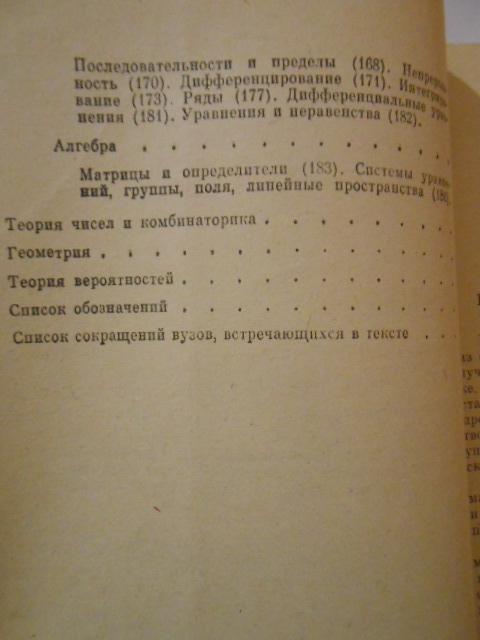 Последовательности и пределы (168). Непреры-
ность (170). Дифференцирование (171). Интегриро-
вание (173). Ряды (177). Дифференциальные урав-
нения (181). Уравнения и неравенства (182).
Алгебра . . . . . . . . . . .
Матрицы и определители (183). Системы уравне-
ний, группы, поля, линейные пространства (186).
Теория чисел и комбинаторика . . . . . . .
Геометрия . . . . . . . . . . . . .
Теория вероятностей . . . . . . . . . .
Список обозначений . . . . . . . . . .
Список сокращений вузов, встречающихся в тексте . .